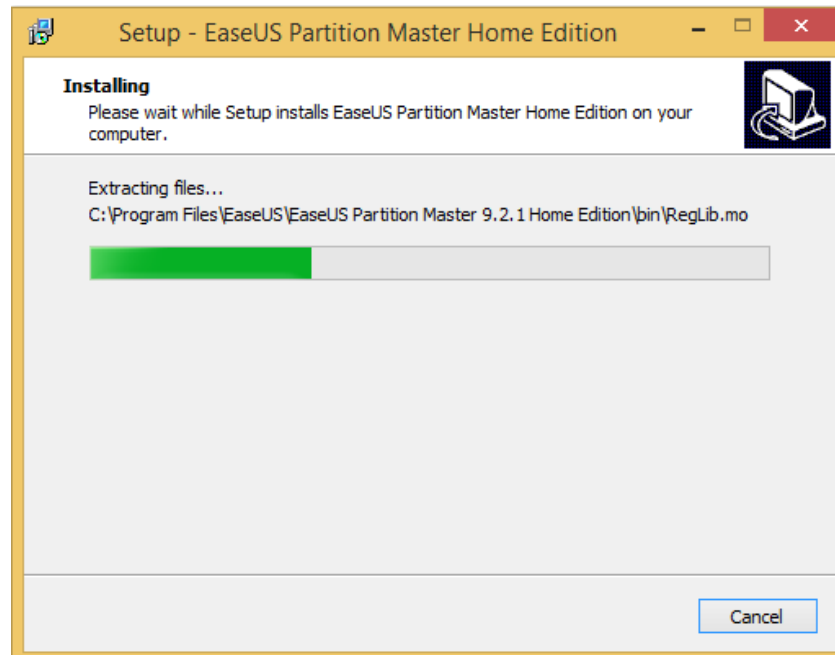 Setup - EaseUS Partition Master Home Edition
Installing
Please wait while Setup installs EaseUS Partition Master Home Edition on your
computer.
Extracting files...
C:\Program Files\EaseUS\EaseUS Partition Master 9.2.1 Home Edition\bin\RegLib.mo
Cancel